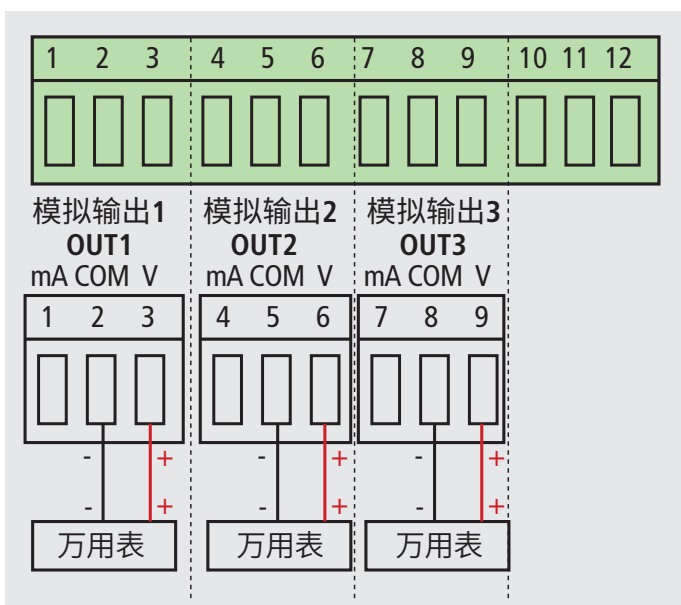 1 2 3 4 5 6 7 8 9 10 11 12
模拟输出1 模拟输出2 模拟输出3
OUT1 OUT2 OUT3
mA COM V mA COM V mA COM V
1 2 3 4 5 6 7 8 9
- + - + - +
- + - + - +
万用表 万用表 万用表